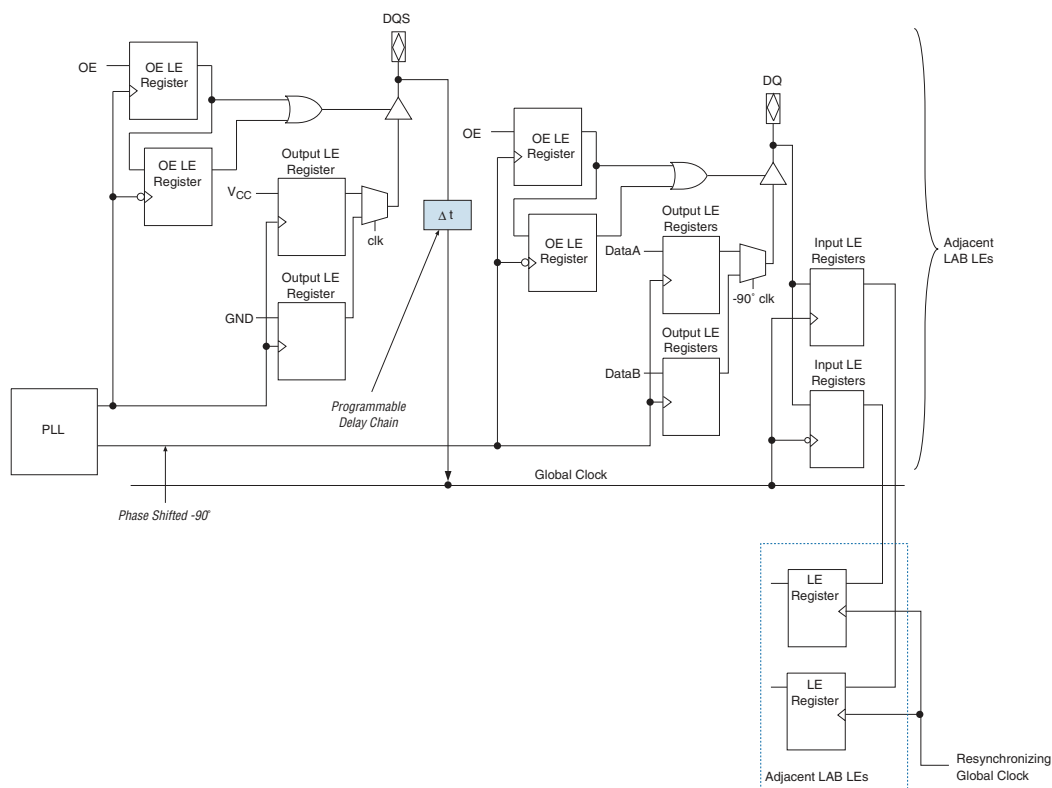 DQS
OE
OE LE
Register
OE LE
Register
Output LE
Register
VCC
clk
Δ t
Output LE
Register
GND
Programmable
Delay Chain
PLL
Phase Shifted -90°
Global Clock
DQ
OE
OE LE
Register
OE LE
Register
Output LE
Registers
DataA
-90° clk
Output LE
Registers
DataB
Input LE
Registers
Input LE
Registers
Adjacent
LAB LEs
LE
Register
LE
Register
Adjacent LAB LEs
Resynchronizing
Global Clock